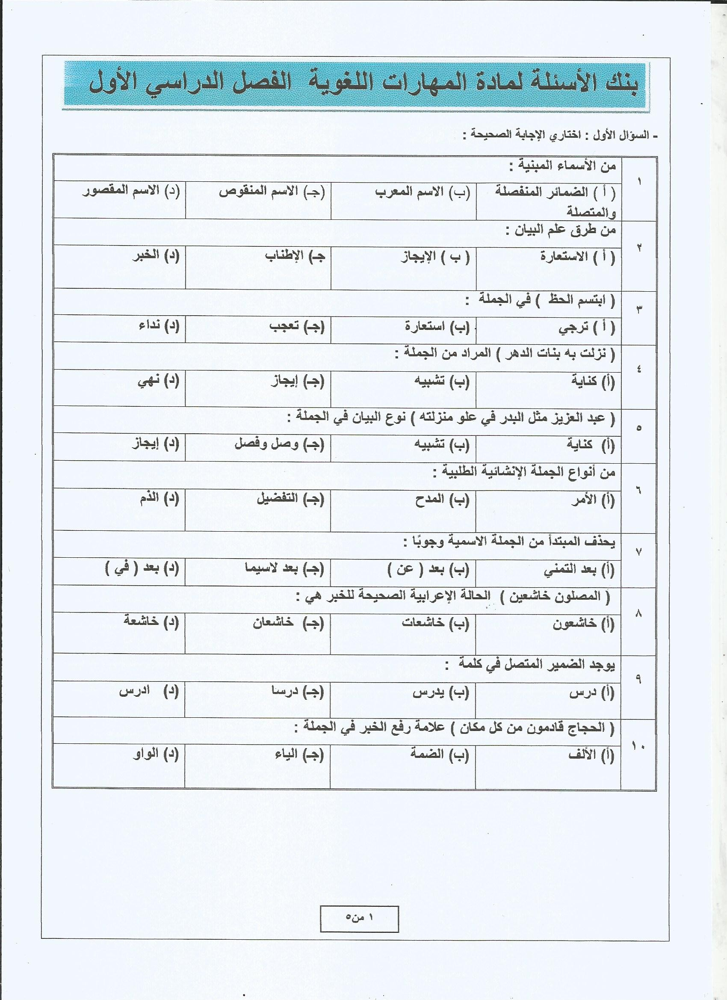 بنك الأسئلة لمادة المهارات اللغوية الفصل الدراسي الأول
- السؤال الأول : اختاري الإجابة الصحيحة :
١
من الأسماء المبنية :
( أ ) الضمائر المنفصلة والمتصلة
(ب) الاسم المعرب
(جـ) الاسم المنقوص
(د) الاسم المقصور
٢
من طرق علم البيان :
( أ ) الاستعارة
( ب ) الإيجاز
جـ) الإطناب
(د) الخبر
٣
( ابتسم الحظ ) في الجملة :
( أ ) ترجي
(ب) استعارة
(جـ) تعجب
(د) نداء
٤
( نزلت به بنات الدهر ) المراد من الجملة :
(أ) كناية
(ب) تشبيه
(جـ) إيجاز
(د) نهي
٥
( عبد العزيز مثل البدر في علو منزلته ) نوع البيان في الجملة :
(أ) كناية
(ب) تشبيه
(جـ) وصل وفصل
(د) إيجاز
٦
من أنواع الجملة الإنشائية الطلبية :
(أ) الأمر
(ب) المدح
(جـ) التفضيل
(د) الذم
٧
يحذف المبتدأ من الجملة الاسمية وجوبًا :
(أ) بعد التمني
(ب) بعد ( عن )
(جـ) بعد لاسيما
(د) بعد ( في )
٨
( المصلون خاشعين ) الحالة الإعرابية الصحيحة للخبر هي :
(أ) خاشعون
(ب) خاشعات
(جـ) خاشعان
(د) خاشعة
٩
يوجد الضمير المتصل في كلمة :
(أ) درس
(ب) يدرس
(جـ) درسا
(د) ادرس
١٠
( الحجاج قادمون من كل مكان ) علامة رفع الخبر في الجملة :
(أ) الألف
(ب) الضمة
(جـ) الياء
(د) الواو
١ من٥